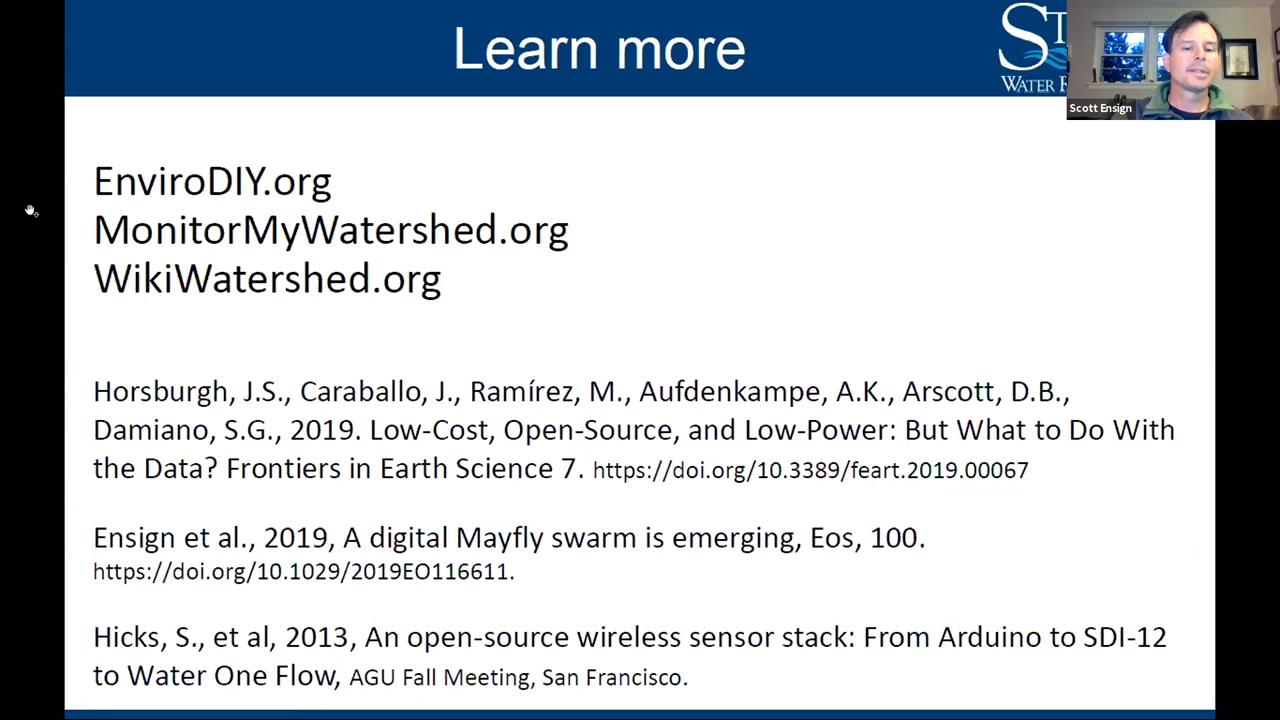 Learn more
ST
WATER R
Scott Ensign
EnviroDIY.org
MonitorMyWatershed.org
WikiWatershed.org
Horsburgh, J.S., Caraballo, J., Ramírez, M., Aufdenkampe, A.K., Arscott, D.B.,
Damiano, S.G., 2019. Low-Cost, Open-Source, and Low-Power: But What to Do With
the Data? Frontiers in Earth Science 7. https://doi.org/10.3389/feart.2019.00067
Ensign et al., 2019, A digital Mayfly swarm is emerging, Eos, 100.
https://doi.org/10.1029/2019EO116611.
Hicks, S., et al, 2013, An open-source wireless sensor stack: From Arduino to SDI-12
to Water One Flow, AGU Fall Meeting, San Francisco.